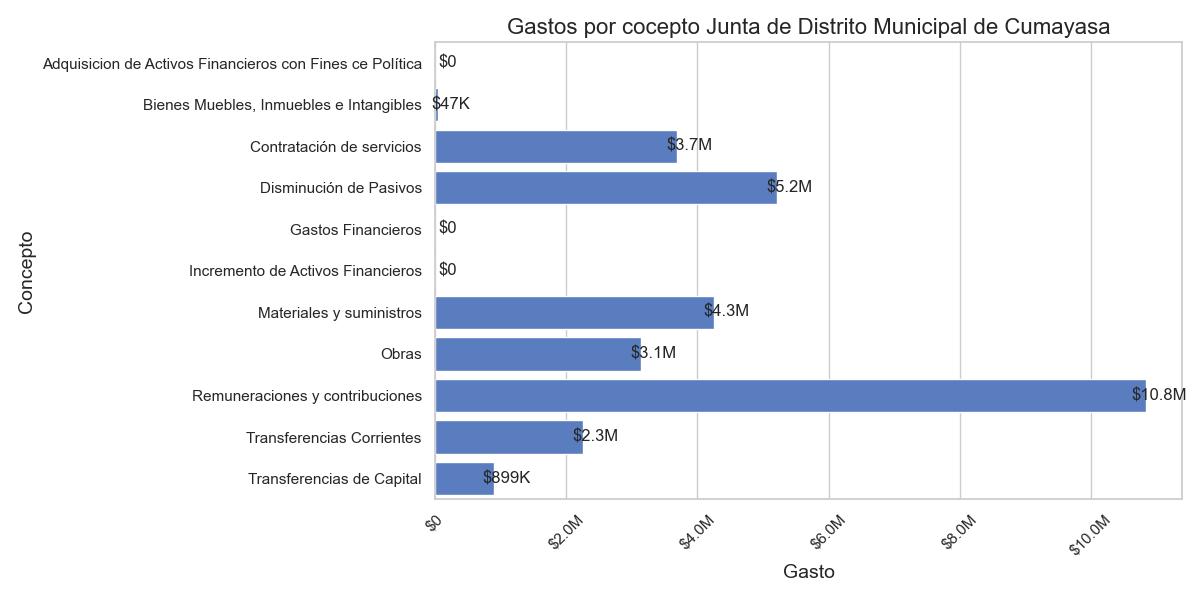 Gastos por cocepto Junta de Distrito Municipal de Cumayasa
Concepto
Adquisicion de Activos Financieros con Fines ce Política $0
Bienes Muebles, Inmuebles e Intangibles $47K
Contratación de servicios $3.7M
Disminución de Pasivos $5.2M
Gastos Financieros $0
Incremento de Activos Financieros $0
Materiales y suministros $4.3M
Obras $3.1M
Remuneraciones y contribuciones $10.8M
Transferencias Corrientes $2.3M
Transferencias de Capital $899K
$0 $2.0M $4.0M $6.0M $8.0M $10.0M
Gasto